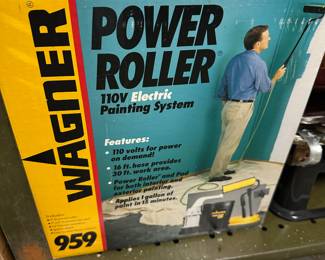 WAGNER
959
POWER
ROLLER®
110V Electric
Painting System
Features:
• 110 volts for power
on demand!
• 16 ft. hose provides
30 ft. work area.
• Power Roller® and Pad
for both interior and
exterior painting.
• Applies 1 gallon of
paint in 15 minutes.